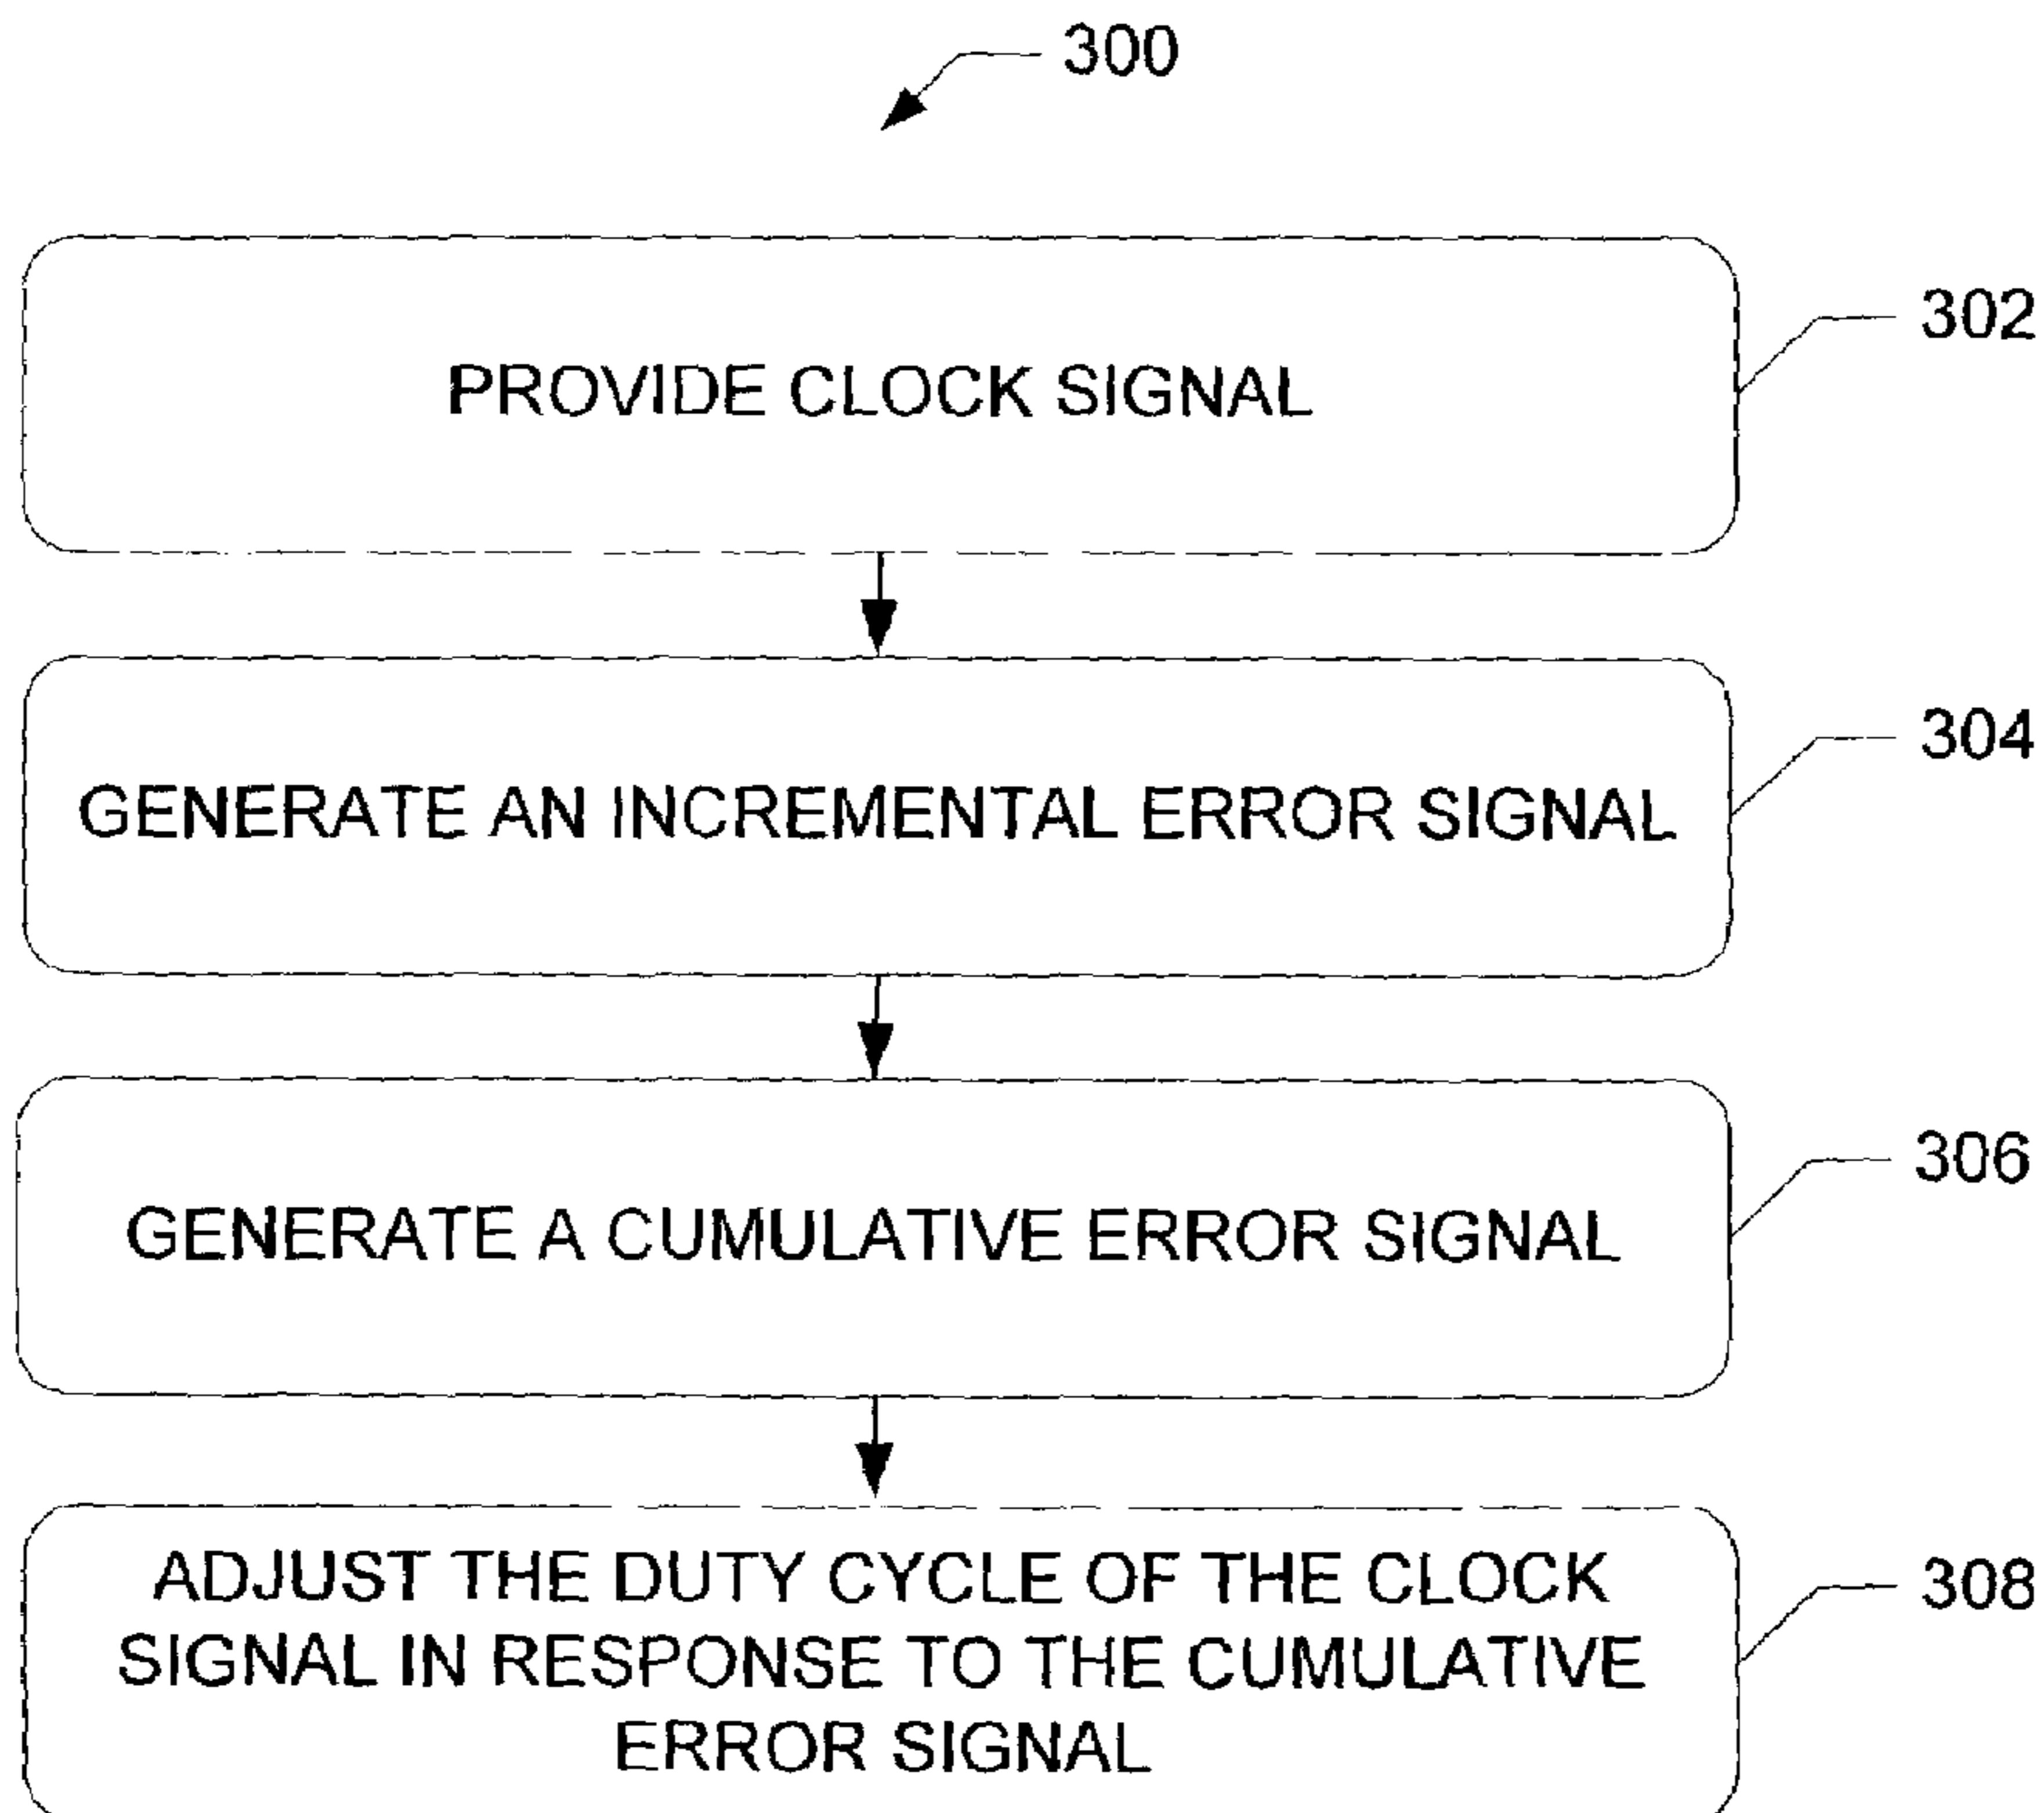 300
302
PROVIDE CLOCK SIGNAL
304
GENERATE AN INCREMENTAL ERROR SIGNAL
306
GENERATE A CUMULATIVE ERROR SIGNAL
308
ADJUST THE DUTY CYCLE OF THE CLOCK
SIGNAL IN RESPONSE TO THE CUMULATIVE
ERROR SIGNAL